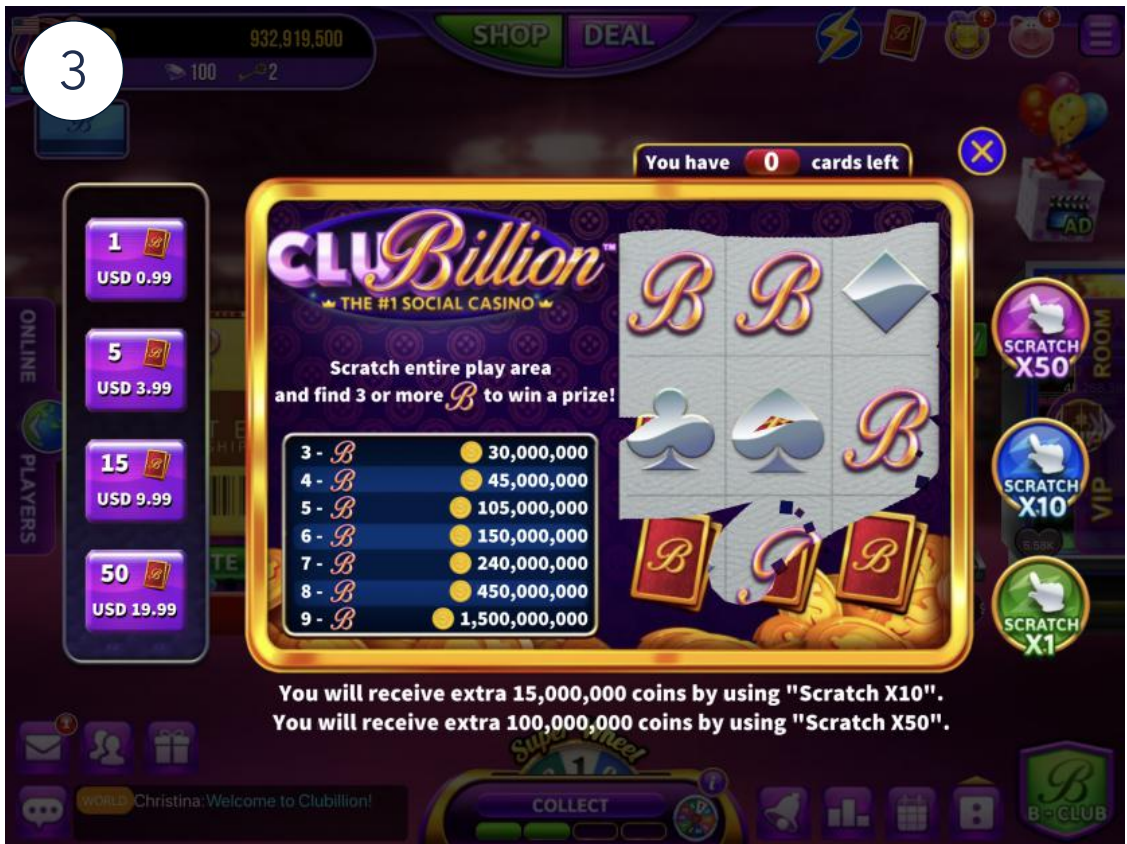 3
932,919,500
SHOP DEAL
100 2
You have 0 cards left
AD
1
USD 0.99
5
USD 3.99
15
USD 9.99
50
USD 19.99
ONLINE
PLAYERS
CLUBillion™
THE #1 SOCIAL CASINO
Scratch entire play area
and find 3 or more B to win a prize!
3 - B 30,000,000
4 - B 45,000,000
5 - B 105,000,000
6 - B 150,000,000
7 - B 240,000,000
8 - B 450,000,000
9 - B 1,500,000,000
B B
B
B B B
SCRATCH
X50
SCRATCH
X10
SCRATCH
X1
ROOM
VIP
You will receive extra 15,000,000 coins by using "Scratch X10".
You will receive extra 100,000,000 coins by using "Scratch X50".
Super Wheel
1
COLLECT
WORLD Christina:Welcome to Clubillion!
B
B - CLUB